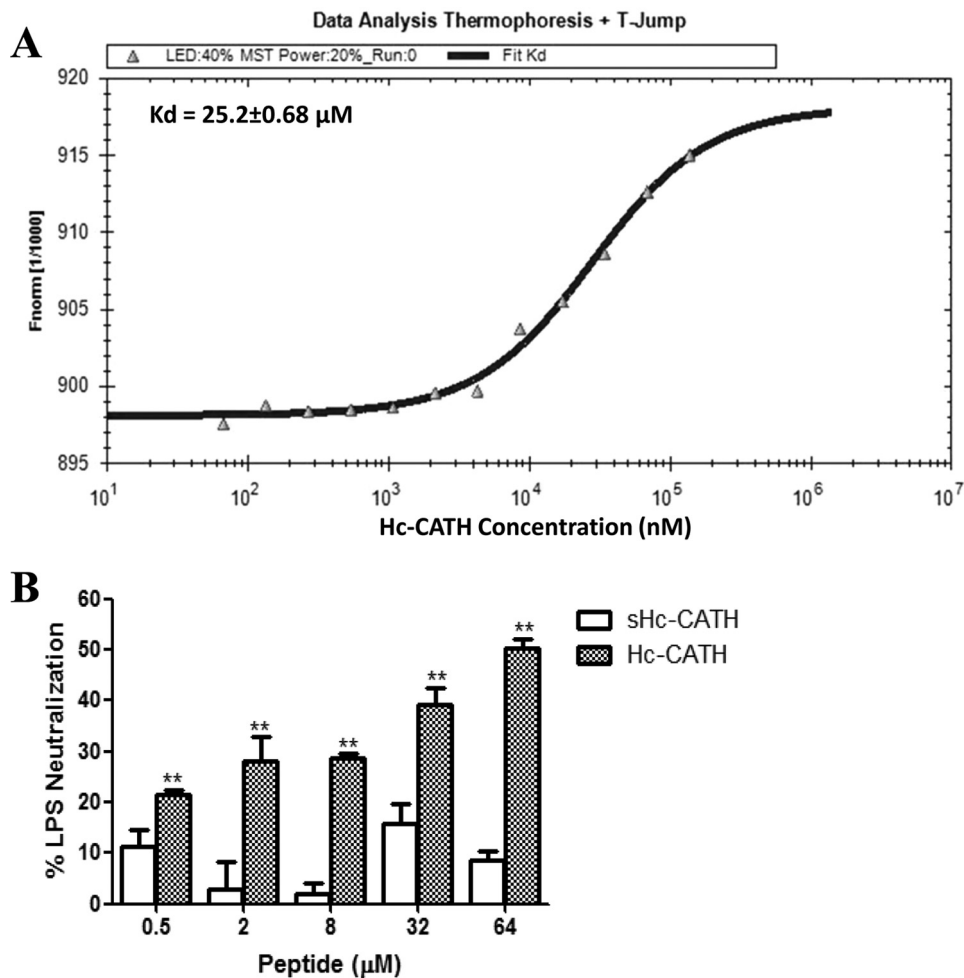 A
Data Analysis Thermophoresis + T-Jump
LED:40% MST Power:20%_Run:0 Fit Kd
Kd = 25.2±0.68 µM
Fnorm [1/1000]
920
915
910
905
900
895
10¹ 10² 10³ 10⁴ 10⁵ 10⁶ 10⁷
Hc-CATH Concentration (nM)
B
% LPS Neutralization
60
50
40
30
20
10
0
** ** ** ** **
sHc-CATH
Hc-CATH
0.5 2 8 32 64
Peptide (µM)